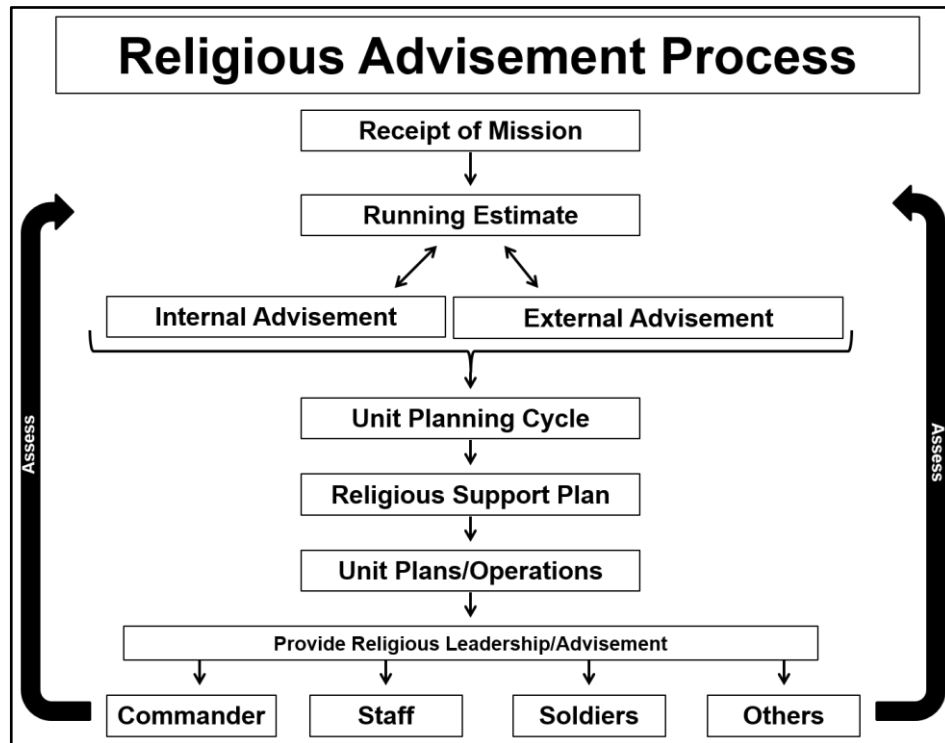 Religious Advisement Process
Receipt of Mission
Running Estimate
Internal Advisement
External Advisement
Unit Planning Cycle
Religious Support Plan
Unit Plans/Operations
Provide Religious Leadership/Advisement
Commander
Staff
Soldiers
Others
Assess
Assess